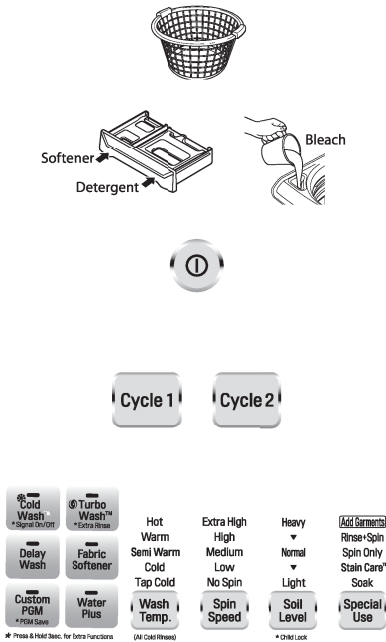 Bleach
Softener
Detergent
Cycle 1
Cycle 2
Cold Wash™
*Signal On/Off
Turbo Wash™
*Extra Rinse
Delay Wash
Fabric Softener
Custom PGM
*PGM Save
Water Plus
* Press & Hold 3sec. for Extra Functions
Hot
Warm
Semi Warm
Cold
Tap Cold
Wash Temp.
(All Cold Rinses)
Extra High
High
Medium
Low
No Spin
Spin Speed
Heavy
▼
Normal
▼
Light
Soil Level
* Child Lock
Add Garments
Rinse+Spin
Spin Only
Stain Care™
Soak
Special Use